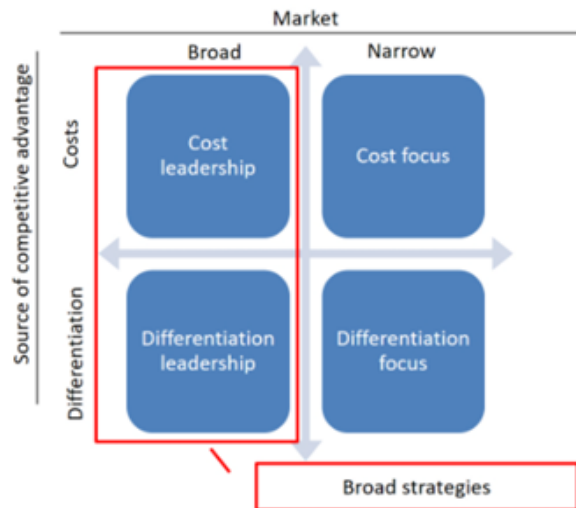 Market
Broad
Narrow
Source of competitive advantage
Costs
Cost
leadership
Cost focus
Differentiation
Differentiation
leadership
Differentiation
focus
Broad strategies